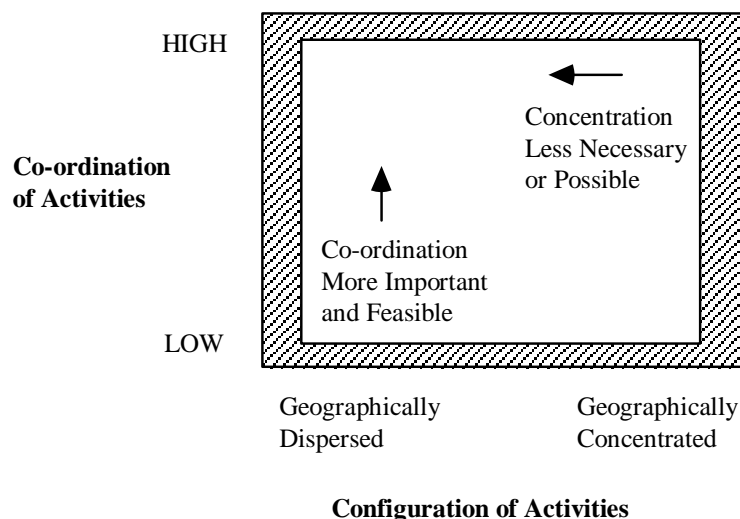 HIGH
Concentration
Less Necessary
or Possible
Co-ordination
of Activities
Co-ordination
More Important
and Feasible
LOW
Geographically
Dispersed
Geographically
Concentrated
Configuration of Activities